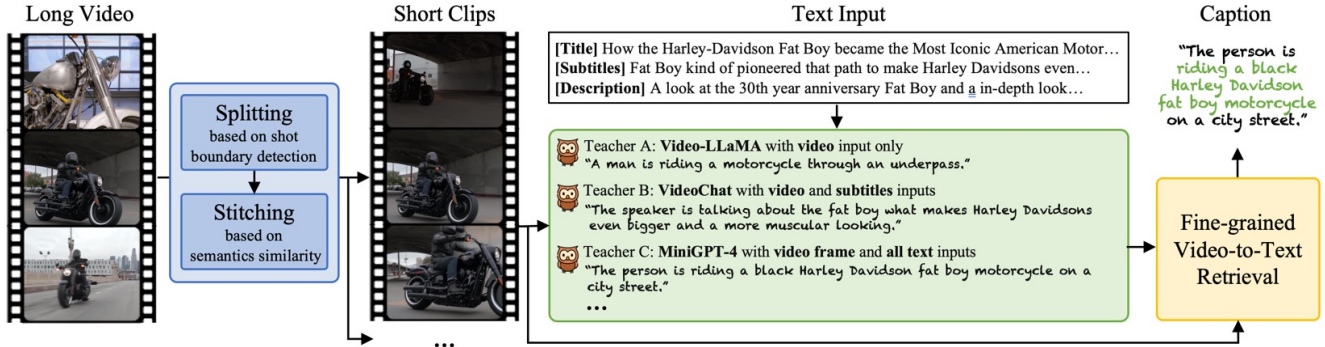 Long Video
Short Clips
Text Input
Caption
Splitting
based on shot
boundary detection
Stitching
based on
semantics similarity
...
[Title] How the Harley-Davidson Fat Boy became the Most Iconic American Motor…
[Subtitles] Fat Boy kind of pioneered that path to make Harley Davidsons even…
[Description] A look at the 30th year anniversary Fat Boy and a in-depth look…
Teacher A: Video-LLaMA with video input only
“A man is riding a motorcycle through an underpass.”
Teacher B: VideoChat with video and subtitles inputs
“The speaker is talking about the fat boy what makes Harley Davidsons
even bigger and a more muscular looking.”
Teacher C: MiniGPT-4 with video frame and all text inputs
“The person is riding a black Harley Davidson fat boy motorcycle on a
city street.”
...
“The person is
riding a black
Harley Davidson
fat boy motorcycle
on a city street.”
Fine-grained
Video-to-Text
Retrieval